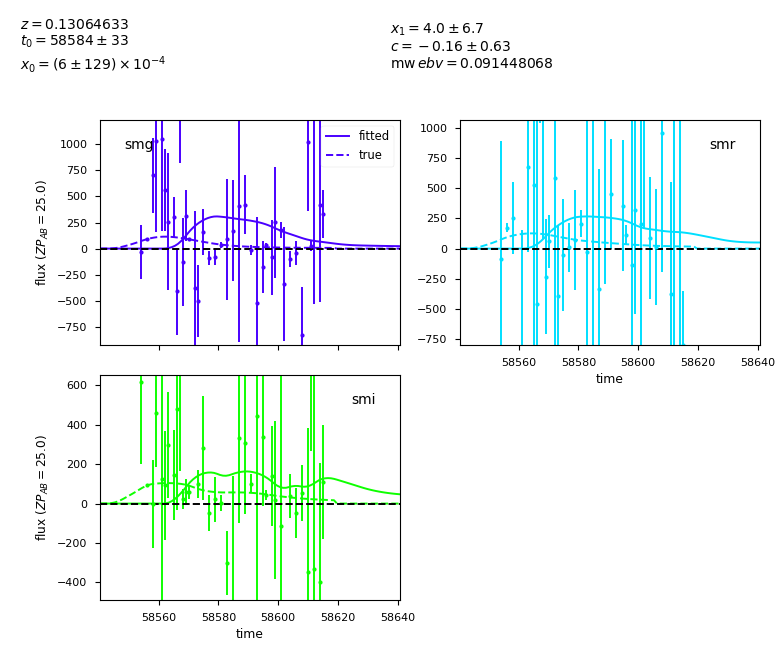 z = 0.13064633
t₀ = 58584 ± 33
x₀ = (6 ± 129) × 10⁻⁴
x₁ = 4.0 ± 6.7
c = −0.16 ± 0.63
mw ebv = 0.091448068
smg
fitted
true
1000
750
500
250
0
−250
−500
−750
flux (ZP_AB = 25.0)
smr
1000
750
500
250
0
−250
−500
−750
58560 58580 58600 58620 58640
time
smi
600
400
200
0
−200
−400
flux (ZP_AB = 25.0)
58560 58580 58600 58620 58640
time